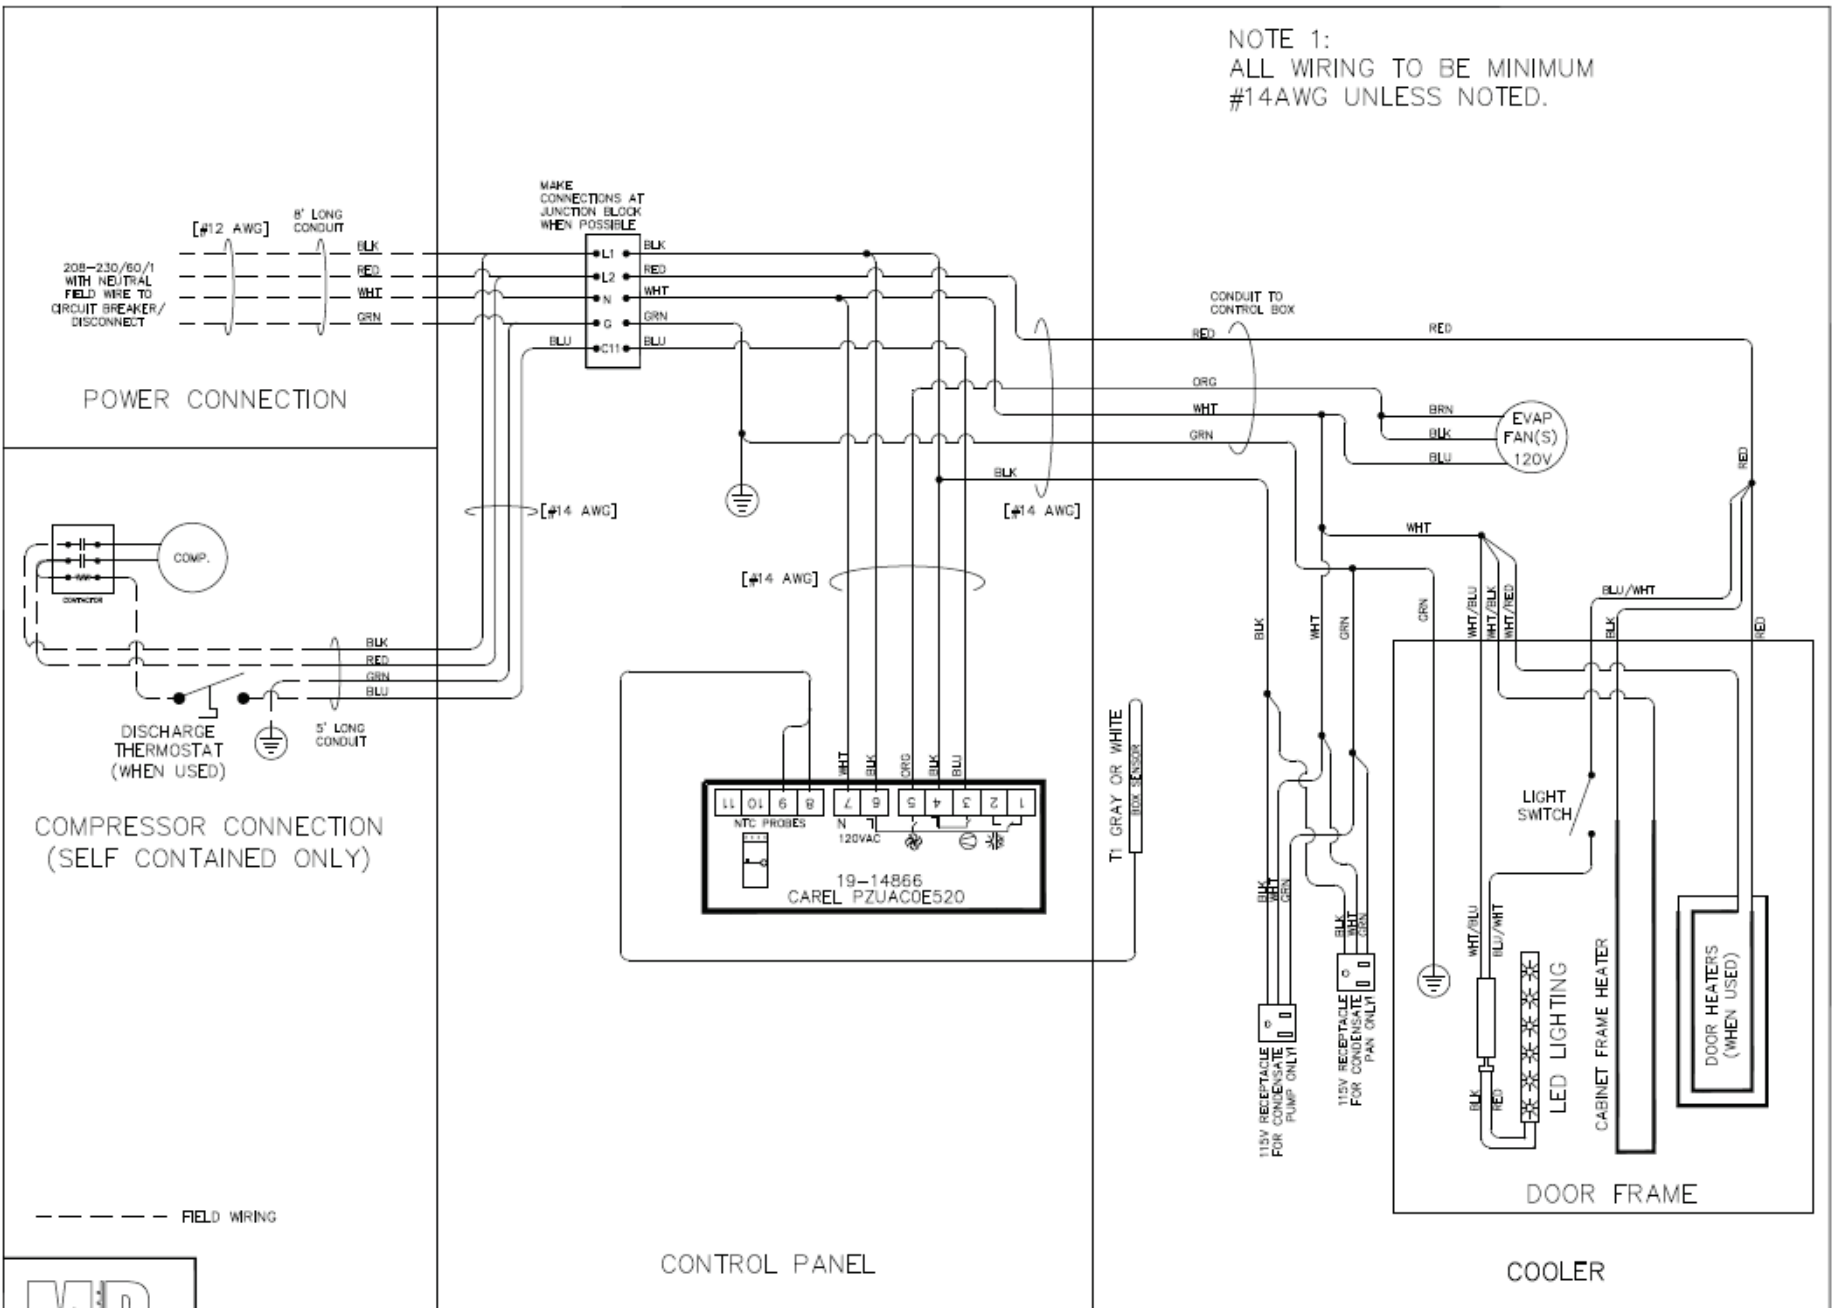 NOTE 1:
ALL WIRING TO BE MINIMUM
#14AWG UNLESS NOTED.
MAKE
CONNECTIONS AT
JUNCTION BLOCK
WHEN POSSIBLE
[#12 AWG]
8' LONG
CONDUIT
208-230/60/1
WITH NEUTRAL
FIELD WIRE TO
CIRCUIT BREAKER/
DISCONNECT
BLK
RED
WHT
GRN
BLU
L1
L2
N
G
C11
BLK
RED
WHT
GRN
BLU
POWER CONNECTION
CONDUIT TO
CONTROL BOX
RED
RED
ORG
WHT
GRN
BLK
[#14 AWG]
BRN
BLK
BLU
EVAP
FAN(S)
120V
RED
[#14 AWG]
[#14 AWG]
COMP.
CONTACTOR
BLK
RED
GRN
BLU
DISCHARGE
THERMOSTAT
(WHEN USED)
5' LONG
CONDUIT
COMPRESSOR CONNECTION
(SELF CONTAINED ONLY)
WHT
BLU/WHT
WHT/BLU
WHT/BLK
WHT/RED
GRN
BLK
RED
BLK
WHT
GRN
WHT
BLK
ORG
BLK
BLU
11 10 9 8 7 6 5 4 3 2 1
NTC PROBES
N
120VAC
19-14866
CAREL PZUAC0E520
T1 GRAY OR WHITE
BOX SENSOR
LIGHT
SWITCH
BLK
WHT
GRN
BLK
WHT
GRN
WHT/BLU
BLU/WHT
115V RECEPTACLE
FOR CONDENSATE
PUMP ONLY!
115V RECEPTACLE
FOR CONDENSATE
PAN ONLY!
BLK
RED
LED LIGHTING
CABINET FRAME HEATER
DOOR HEATERS
(WHEN USED)
DOOR FRAME
FIELD WIRING
CONTROL PANEL
COOLER